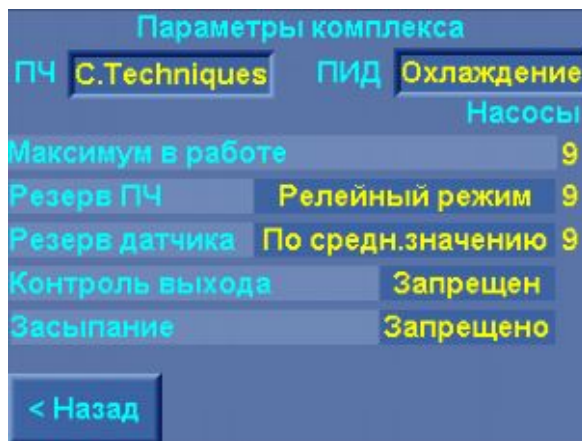 Параметры комплекса
ПЧ C.Techniques ПИД Охлаждение
Насосы
Максимум в работе 9
Резерв ПЧ Релейный режим 9
Резерв датчика По средн.значению 9
Контроль выхода Запрещен
Засыпание Запрещено
< Назад